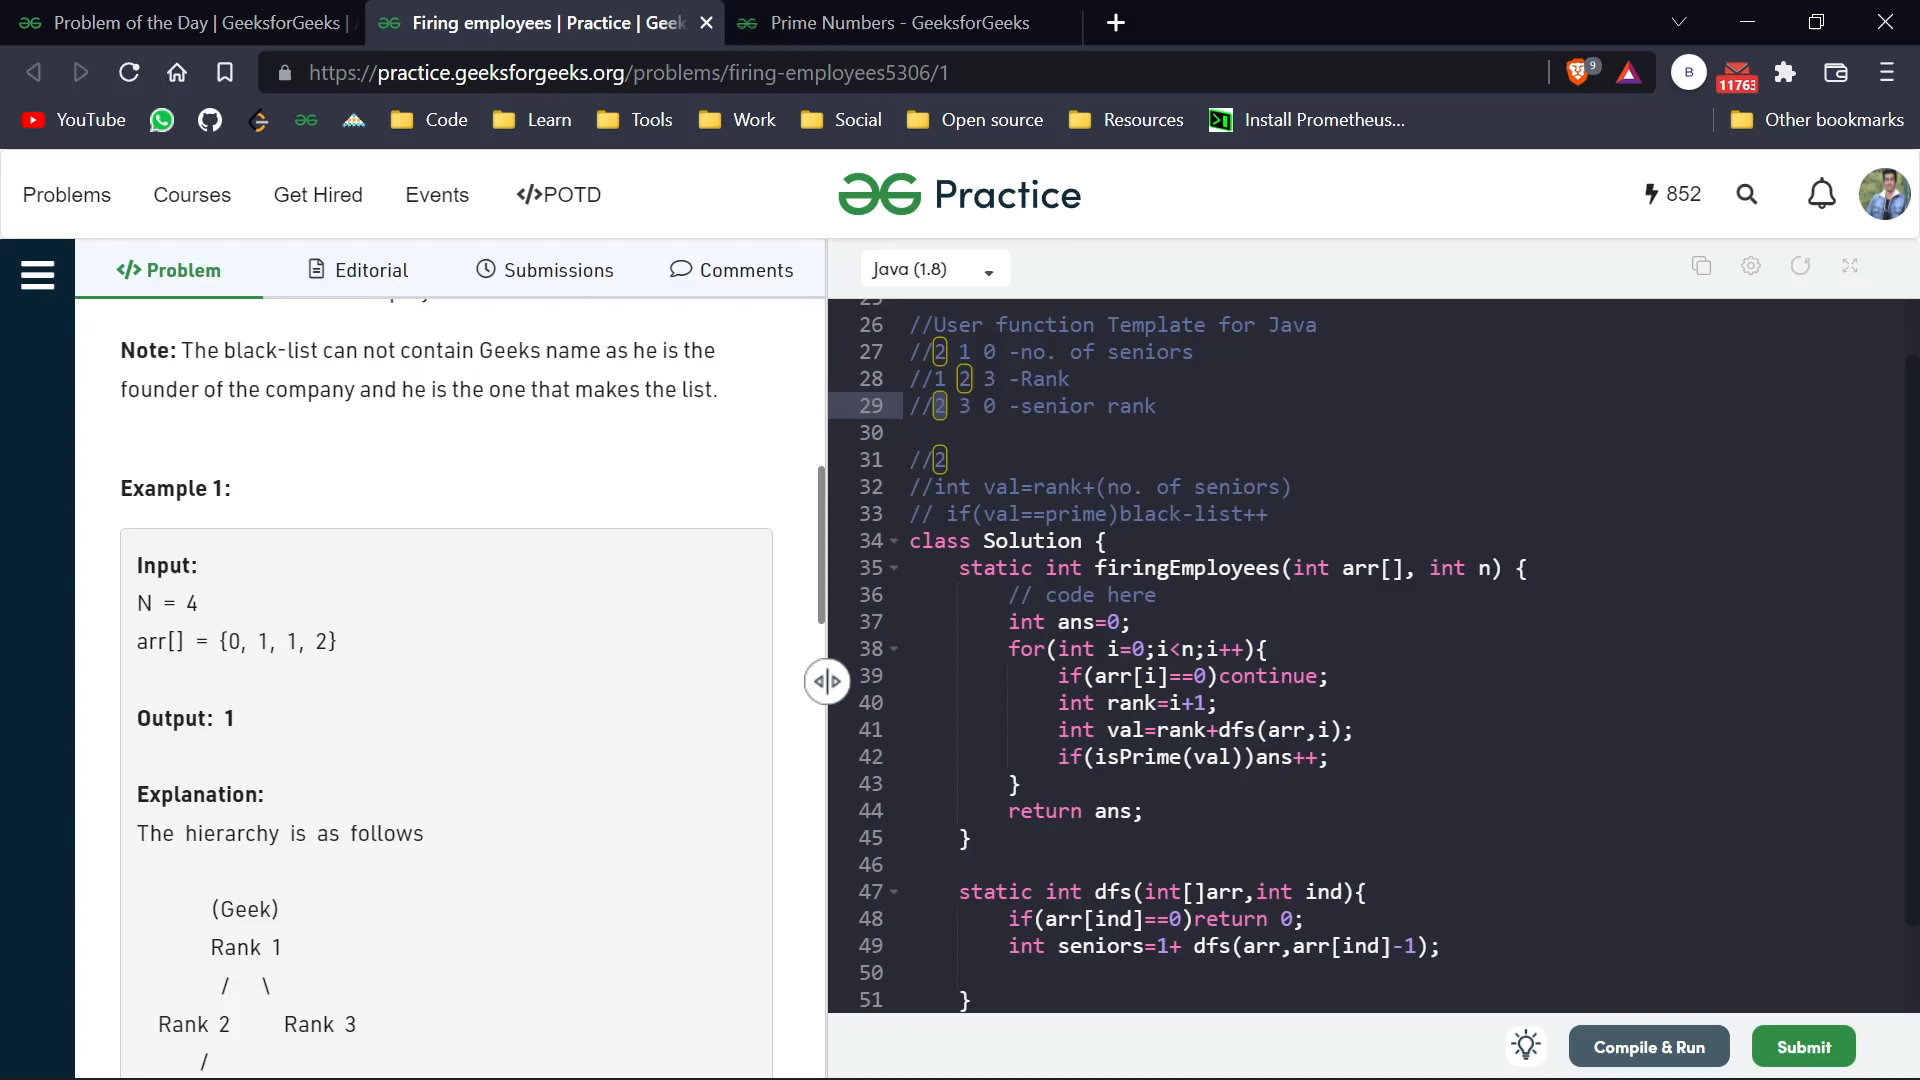 Problem of the Day | GeeksforGeeks |
Firing employees | Practice | Geek
Prime Numbers - GeeksforGeeks
https://practice.geeksforgeeks.org/problems/firing-employees5306/1
9
B
11763
YouTube
Code
Learn
Tools
Work
Social
Open source
Resources
Install Prometheus...
Other bookmarks
Problems
Courses
Get Hired
Events
</>POTD
Practice
852
</> Problem
Editorial
Submissions
Comments
Java (1.8)
Note: The black-list can not contain Geeks name as he is the
founder of the company and he is the one that makes the list.
Example 1:
Input:
N = 4
arr[] = {0, 1, 1, 2}
Output: 1
Explanation:
The hierarchy is as follows
(Geek)
Rank 1
/ \
Rank 2 Rank 3
/
25
26 //User function Template for Java
27 //2 1 0 -no. of seniors
28 //1 2 3 -Rank
29 //2 3 0 -senior rank
30
31 //2
32 //int val=rank+(no. of seniors)
33 // if(val==prime)black-list++
34 class Solution {
35 static int firingEmployees(int arr[], int n) {
36 // code here
37 int ans=0;
38 for(int i=0;i<n;i++){
39 if(arr[i]==0)continue;
40 int rank=i+1;
41 int val=rank+dfs(arr,i);
42 if(isPrime(val))ans++;
43 }
44 return ans;
45 }
46
47 static int dfs(int[]arr,int ind){
48 if(arr[ind]==0)return 0;
49 int seniors=1+ dfs(arr,arr[ind]-1);
50
51 }
Compile & Run
Submit